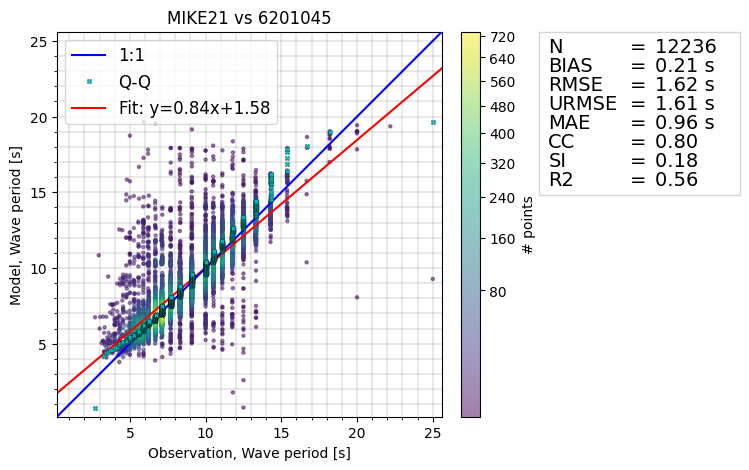 MIKE21 vs 6201045
1:1
Q-Q
Fit: y=0.84x+1.58
Model, Wave period [s]
25
20
15
10
5
5 10 15 20 25
Observation, Wave period [s]
720
640
560
480
400
320
240
160
80
# points
N = 12236
BIAS = 0.21 s
RMSE = 1.62 s
URMSE = 1.61 s
MAE = 0.96 s
CC = 0.80
SI = 0.18
R2 = 0.56